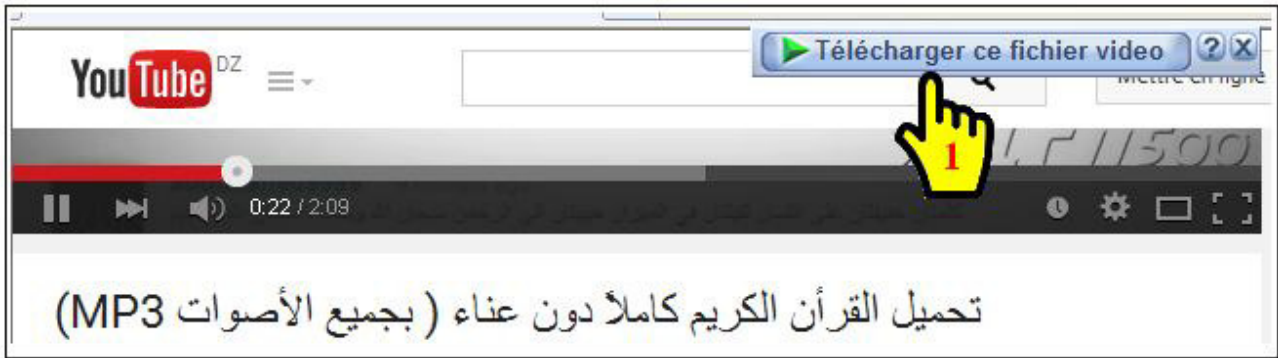 Télécharger ce fichier video ? X
YouTube DZ
Mettre en ligne
1
1500
0:22 / 2:09
تحميل القرأن الكريم كاملاً دون عناء ( بجميع الأصوات MP3)